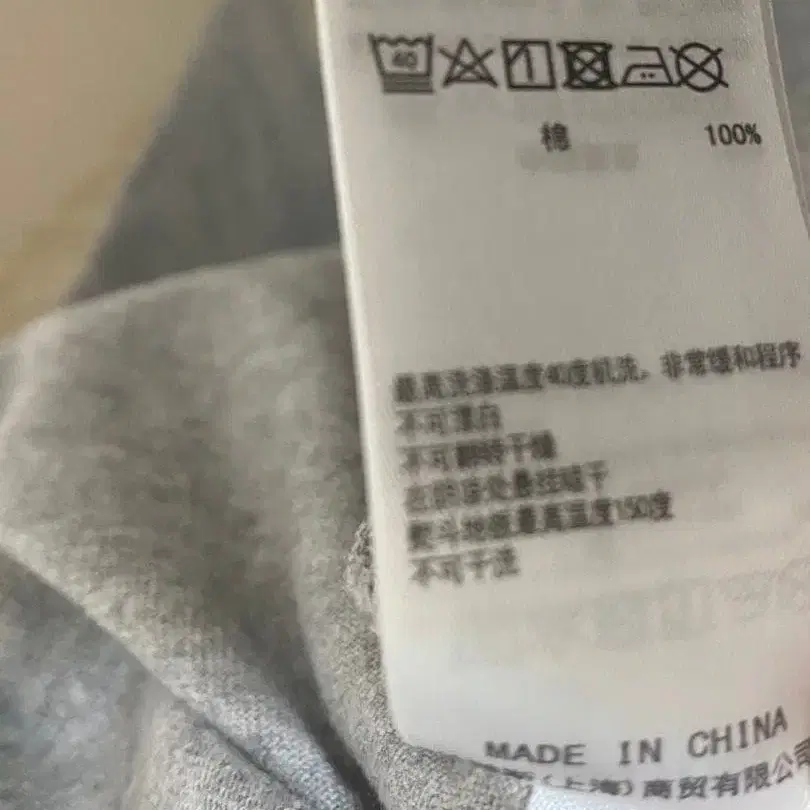 40
棉 100%
最高洗涤温度40度机洗，非常缓和程序
不可漂白
不可翻转干燥
在阴凉处悬挂晾干
熨斗地板最高温度150度
不可干洗
MADE IN CHINA
(上海)商贸有限公司